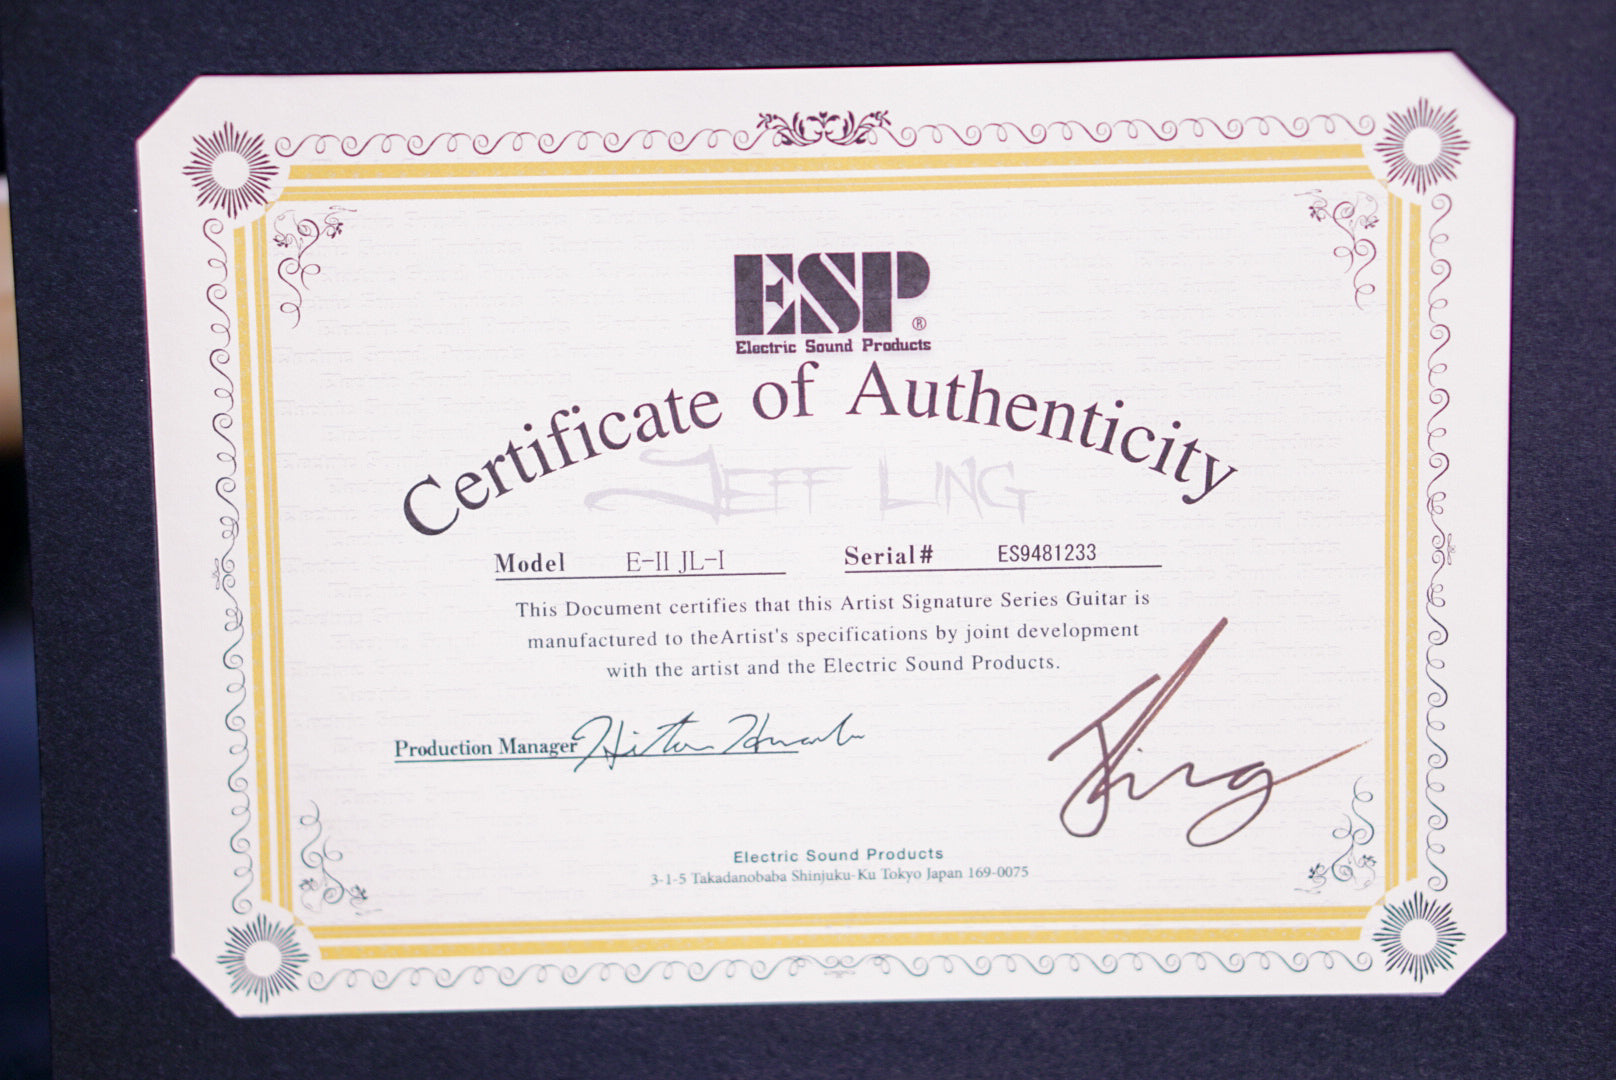 ESP®
Electric Sound Products
Certificate of Authenticity
JEFF LING
Model E-II JL-I Serial# ES9481233
This Document certifies that this Artist Signature Series Guitar is
manufactured to theArtist's specifications by joint development
with the artist and the Electric Sound Products.
Production Manager
Electric Sound Products
3-1-5 Takadanobaba Shinjuku-Ku Tokyo Japan 169-0075